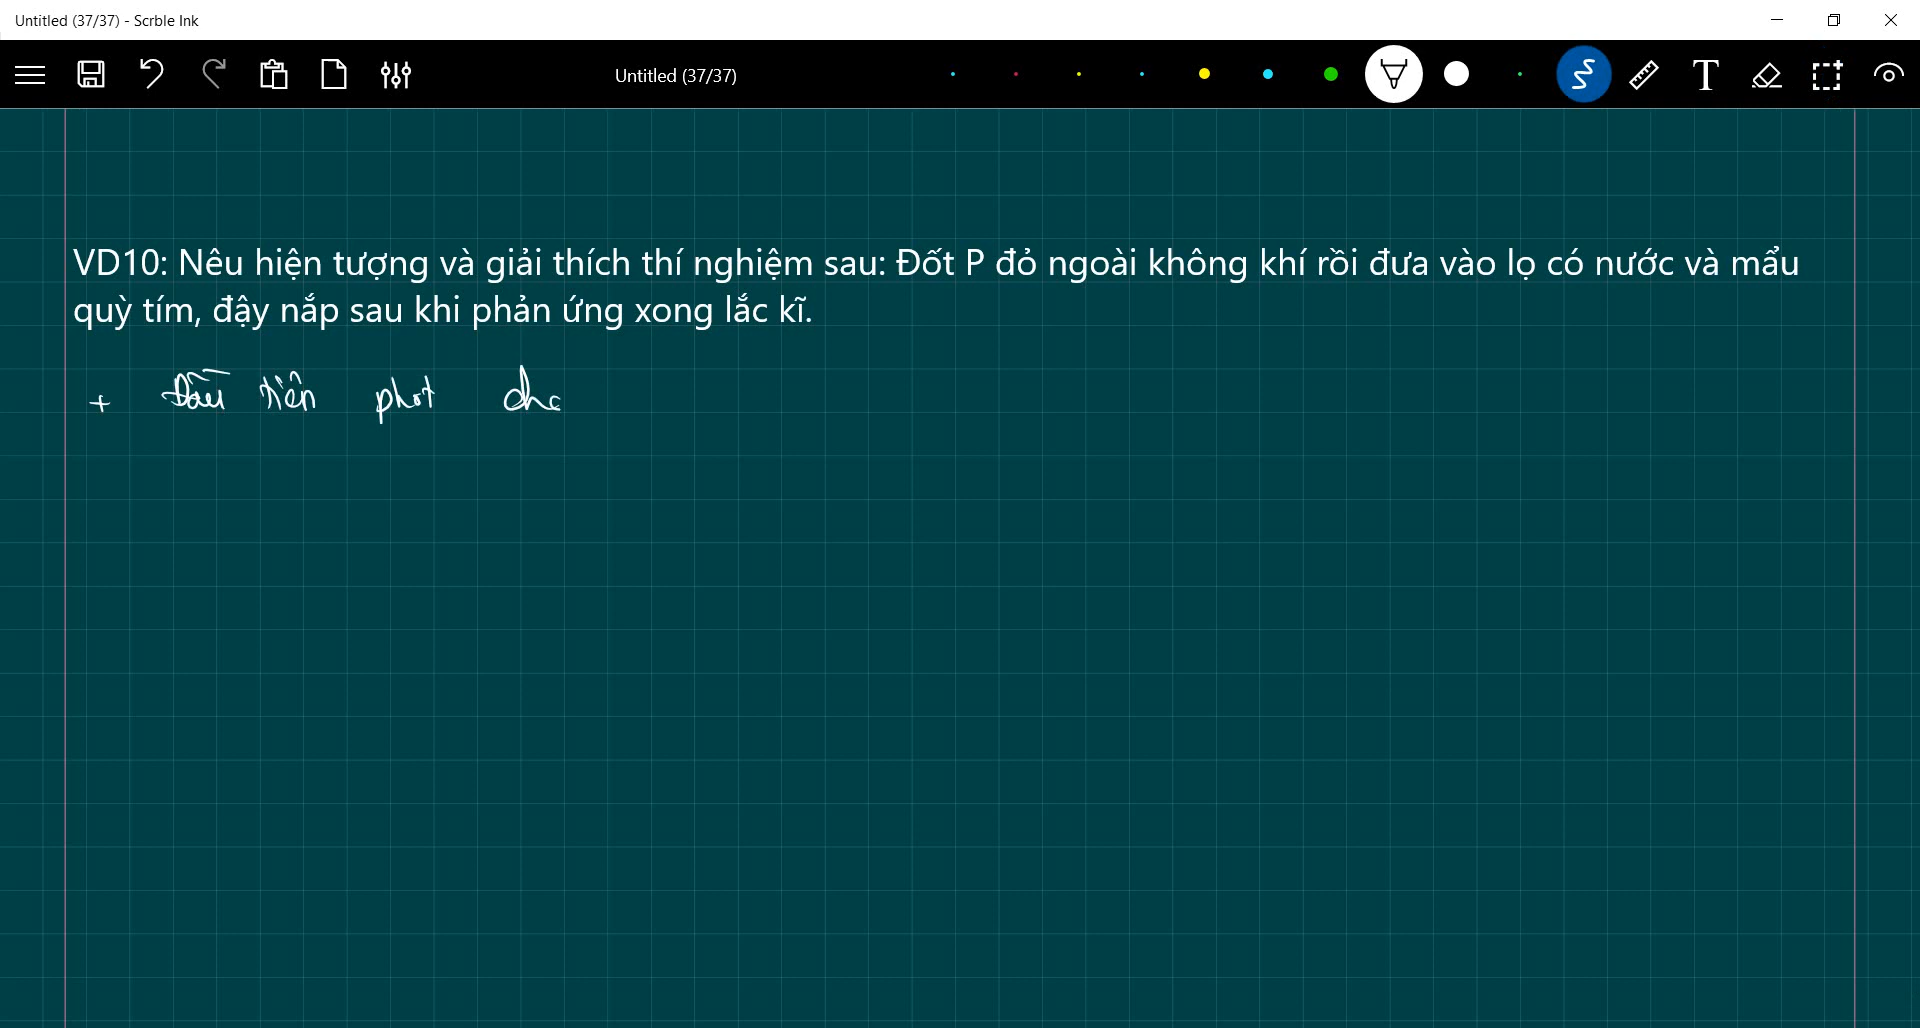 Untitled (37/37) - Scrble Ink
Untitled (37/37)
T
VD10: Nêu hiện tượng và giải thích thí nghiệm sau: Đốt P đỏ ngoài không khí rồi đưa vào lọ có nước và mẩu
quỳ tím, đậy nắp sau khi phản ứng xong lắc kĩ.
+ Đầu tiên phot chc